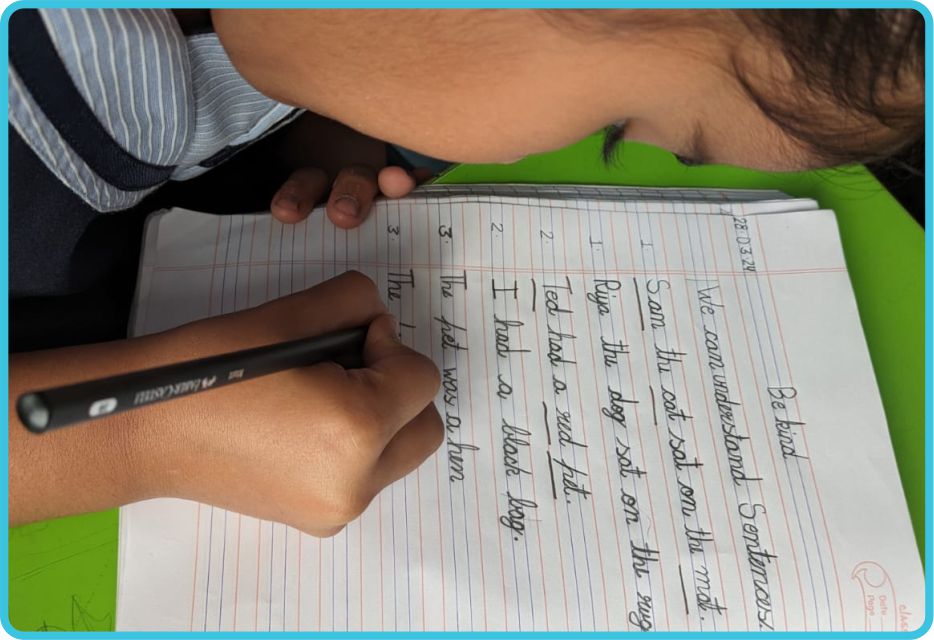 Be kind
28.03.24
We can understand Sentences.
1. Sam the cat sat on the mat.
1. Riya the dog sat on the rug
2. Ted had a red pet.
2. I had a black bag.
3. The pet was a hen
3. The
Date
Page
FABER-CASTELL